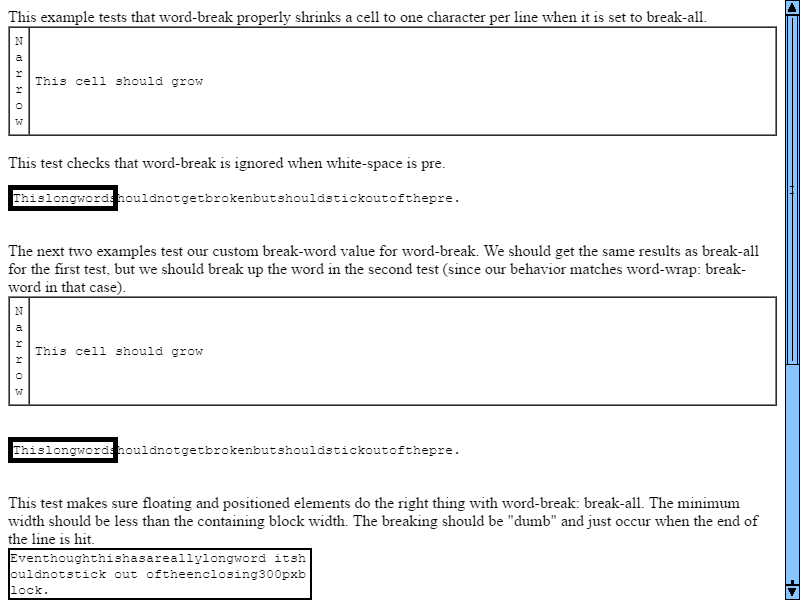 This example tests that word-break properly shrinks a cell to one character per line when it is set to break-all.
N
a
r
r
o
w
This cell should grow
This test checks that word-break is ignored when white-space is pre.
Thislongwordshouldnotgetbrokenbutshouldstickoutofthepre.
The next two examples test our custom break-word value for word-break. We should get the same results as break-all
for the first test, but we should break up the word in the second test (since our behavior matches word-wrap: break-
word in that case).
N
a
r
r
o
w
This cell should grow
Thislongwordshouldnotgetbrokenbutshouldstickoutofthepre.
This test makes sure floating and positioned elements do the right thing with word-break: break-all. The minimum
width should be less than the containing block width. The breaking should be "dumb" and just occur when the end of
the line is hit.
Eventhoughthishasareallylongword itsh
ouldnotstick out oftheenclosing300pxb
lock.